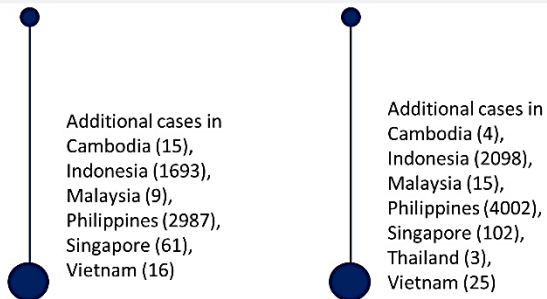 Additional cases in
Cambodia (15),
Indonesia (1693),
Malaysia (9),
Philippines (2987),
Singapore (61),
Vietnam (16)
Additional cases in
Cambodia (4),
Indonesia (2098),
Malaysia (15),
Philippines (4002),
Singapore (102),
Thailand (3),
Vietnam (25)